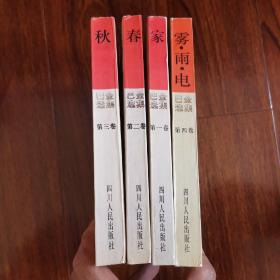 秋
巴金选集
第三卷
四川人民出版社
春
巴金选集
第二卷
四川人民出版社
家
巴金选集
第一卷
四川人民出版社
雾·雨·电
巴金选集
第四卷
四川人民出版社